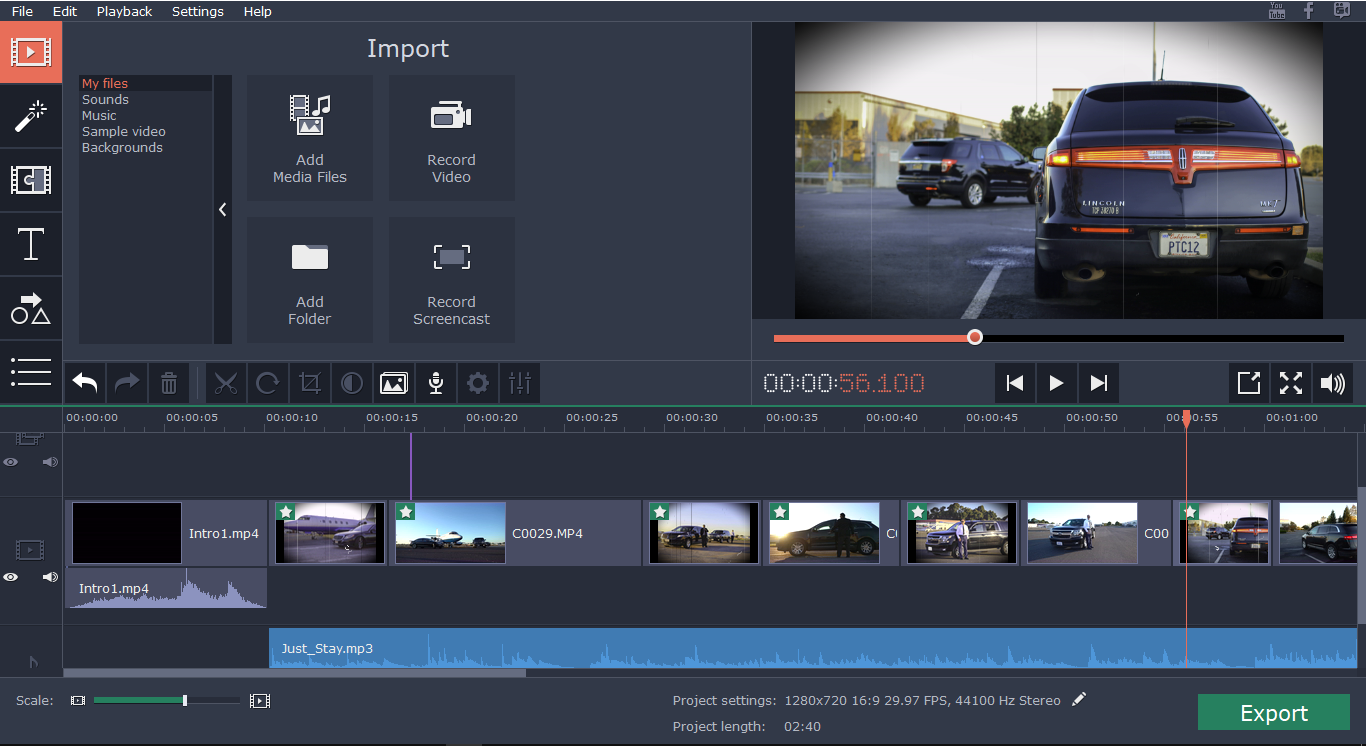 File Edit Playback Settings Help
You
Tube
Import
My files
Sounds
Music
Sample video
Backgrounds
Add
Media Files
Record
Video
Add
Folder
Record
Screencast
LINCOLN
MKT
California
PTC12
00:00:56.100
00:00:00 00:00:05 00:00:10 00:00:15 00:00:20 00:00:25 00:00:30 00:00:35 00:00:40 00:00:45 00:00:50 00:00:55 00:01:00
Intro1.mp4
C0029.MP4
C00
Intro1.mp4
Just_Stay.mp3
Scale:
Project settings: 1280x720 16:9 29.97 FPS, 44100 Hz Stereo
Project length: 02:40
Export